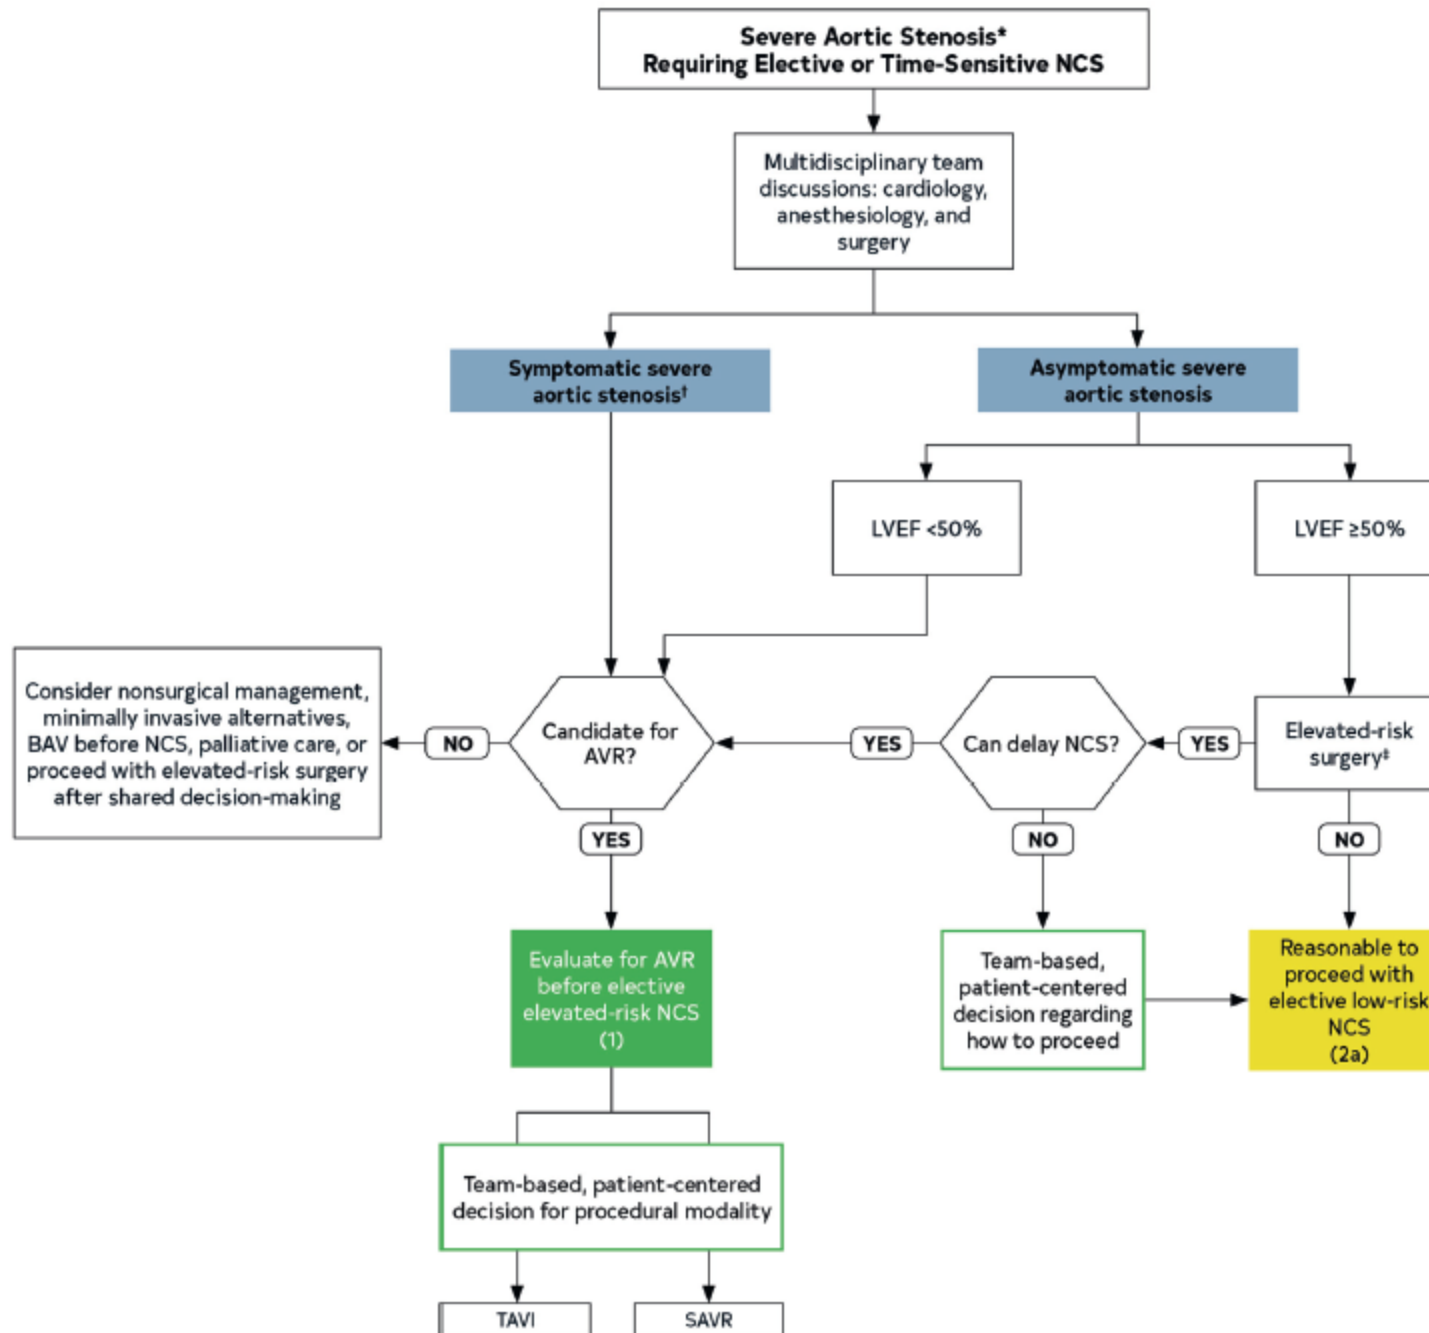 Severe Aortic Stenosis*
Requiring Elective or Time-Sensitive NCS
Multidisciplinary team
discussions: cardiology,
anesthesiology, and
surgery
Symptomatic severe
aortic stenosis†
Asymptomatic severe
aortic stenosis
LVEF <50%
LVEF ≥50%
Consider nonsurgical management,
minimally invasive alternatives,
BAV before NCS, palliative care, or
proceed with elevated-risk surgery
after shared decision-making
NO
Candidate for
AVR?
YES
Can delay NCS?
YES
Elevated-risk
surgery‡
YES
NO
NO
Evaluate for AVR
before elective
elevated-risk NCS
(1)
Team-based,
patient-centered
decision regarding
how to proceed
Reasonable to
proceed with
elective low-risk
NCS
(2a)
Team-based, patient-centered
decision for procedural modality
TAVI
SAVR